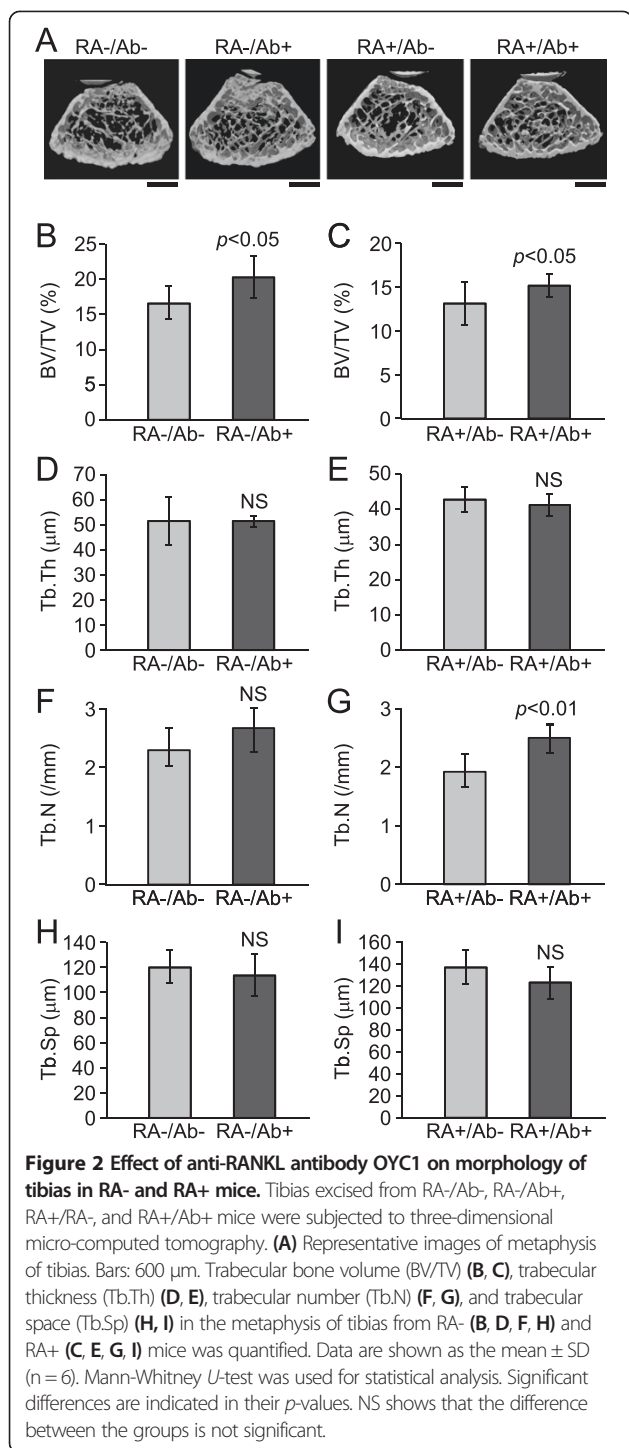 A
RA-/Ab- RA-/Ab+ RA+/Ab- RA+/Ab+
B
BV/TV (%)
25
20
15
10
5
0
p<0.05
RA-/Ab- RA-/Ab+
C
BV/TV (%)
20
15
10
5
0
p<0.05
RA+/Ab- RA+/Ab+
D
Tb.Th (μm)
70
60
50
40
30
20
10
0
NS
RA-/Ab- RA-/Ab+
E
Tb.Th (μm)
50
40
30
20
10
0
NS
RA+/Ab- RA+/Ab+
F
Tb.N (/mm)
3
2
1
0
NS
RA-/Ab- RA-/Ab+
G
Tb.N (/mm)
3
2
1
0
p<0.01
RA+/Ab- RA+/Ab+
H
Tb.Sp (μm)
140
120
100
80
60
40
20
0
NS
RA-/Ab- RA-/Ab+
I
Tb.Sp (μm)
160
140
120
100
80
60
40
20
0
NS
RA+/Ab- RA+/Ab+
Figure 2 Effect of anti-RANKL antibody OYC1 on morphology of
tibias in RA- and RA+ mice. Tibias excised from RA-/Ab-, RA-/Ab+,
RA+/RA-, and RA+/Ab+ mice were subjected to three-dimensional
micro-computed tomography. (A) Representative images of metaphysis
of tibias. Bars: 600 μm. Trabecular bone volume (BV/TV) (B, C), trabecular
thickness (Tb.Th) (D, E), trabecular number (Tb.N) (F, G), and trabecular
space (Tb.Sp) (H, I) in the metaphysis of tibias from RA- (B, D, F, H) and
RA+ (C, E, G, I) mice was quantified. Data are shown as the mean ± SD
(n = 6). Mann-Whitney U-test was used for statistical analysis. Significant
differences are indicated in their p-values. NS shows that the difference
between the groups is not significant.